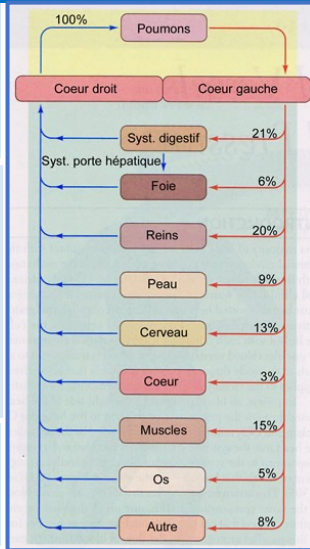 100%
Poumons
Coeur droit Coeur gauche
Syst. digestif 21%
Syst. porte hépatique
Foie 6%
Reins 20%
Peau 9%
Cerveau 13%
Coeur 3%
Muscles 15%
Os 5%
Autre 8%